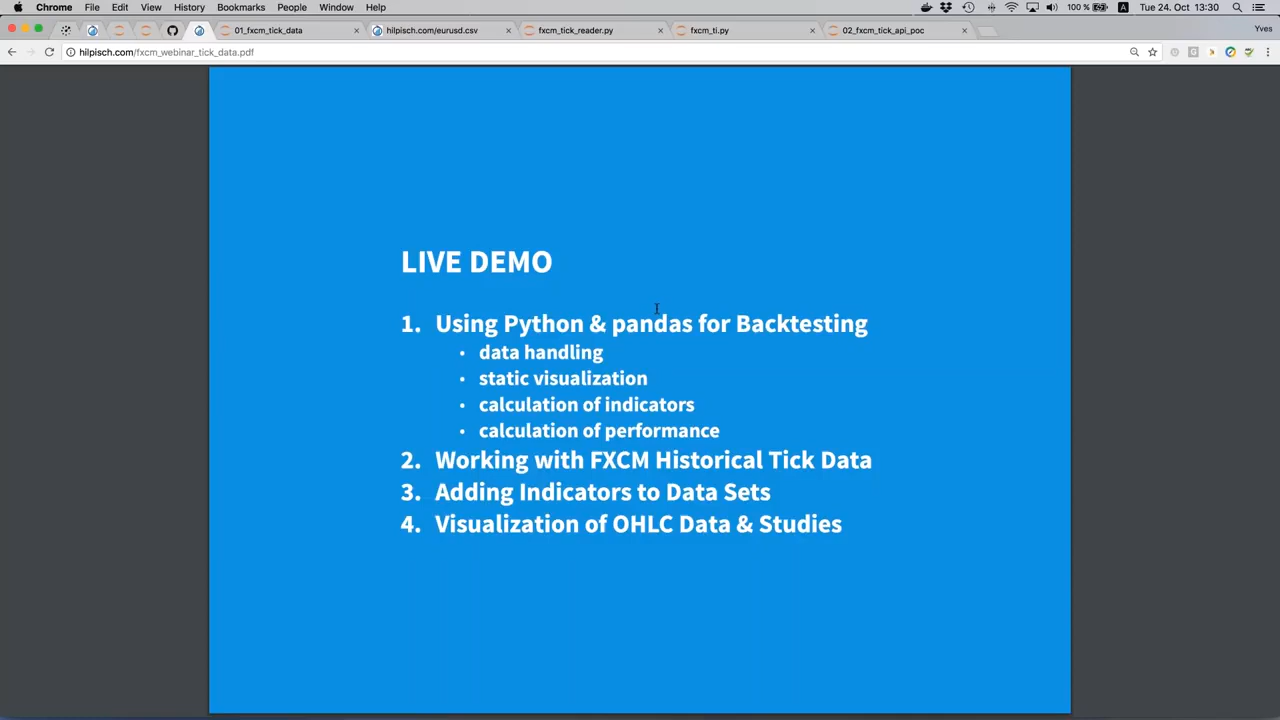 Chrome File Edit View History Bookmarks People Window Help 100 % A Tue 24. Oct 13:30
01_fxcm_tick_data hilpisch.com/eurusd.csv fxcm_tick_reader.py fxcm_ti.py 02_fxcm_tick_api_poc Yves
hilpisch.com/fxcm_webinar_tick_data.pdf
LIVE DEMO
1. Using Python & pandas for Backtesting
• data handling
• static visualization
• calculation of indicators
• calculation of performance
2. Working with FXCM Historical Tick Data
3. Adding Indicators to Data Sets
4. Visualization of OHLC Data & Studies